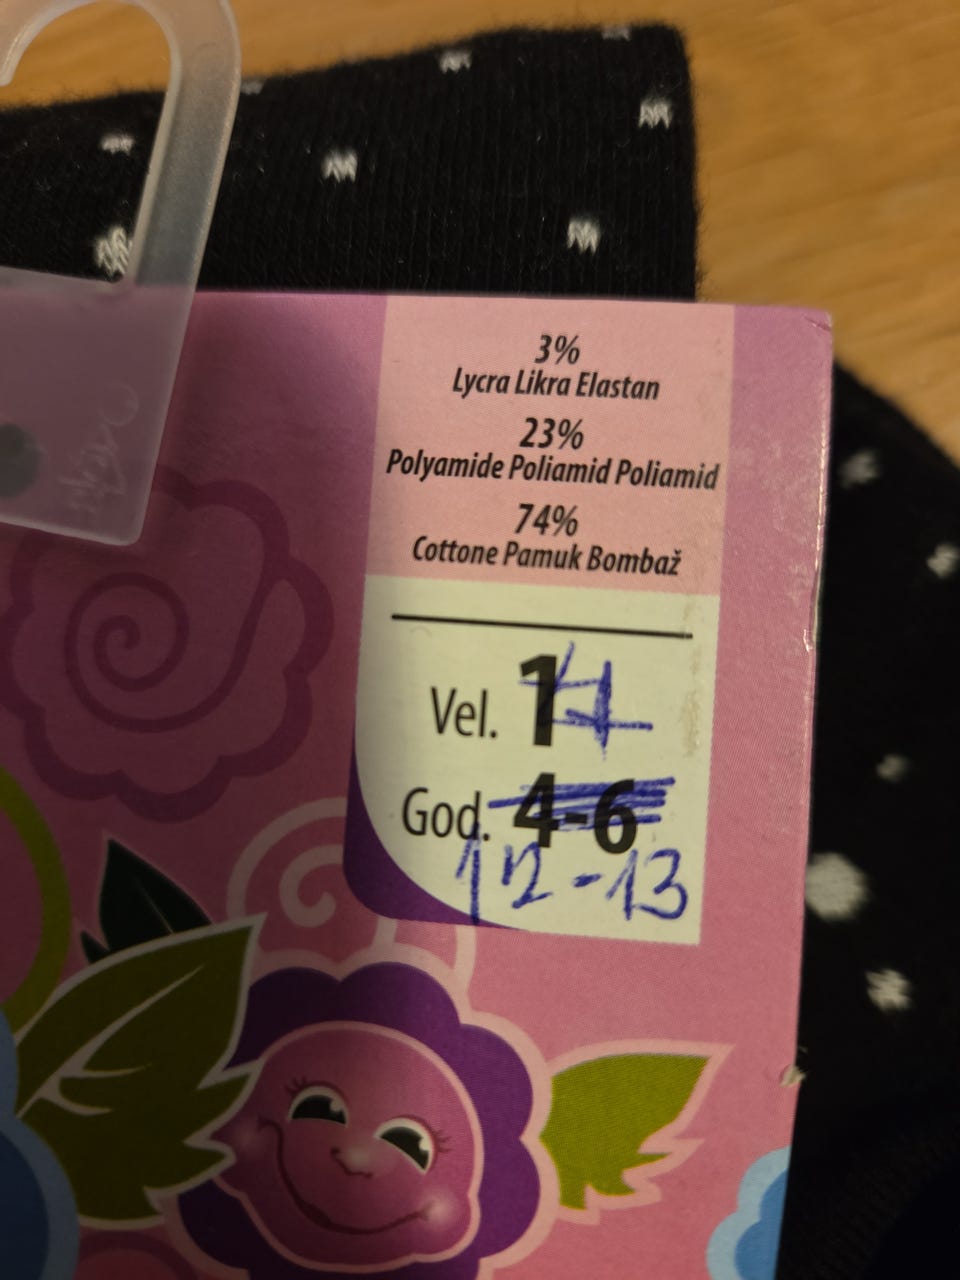 3%
Lycra Likra Elastan
23%
Polyamide Poliamid Poliamid
74%
Cottone Pamuk Bombaž
Vel. 1 4
God. 4-6
12-13